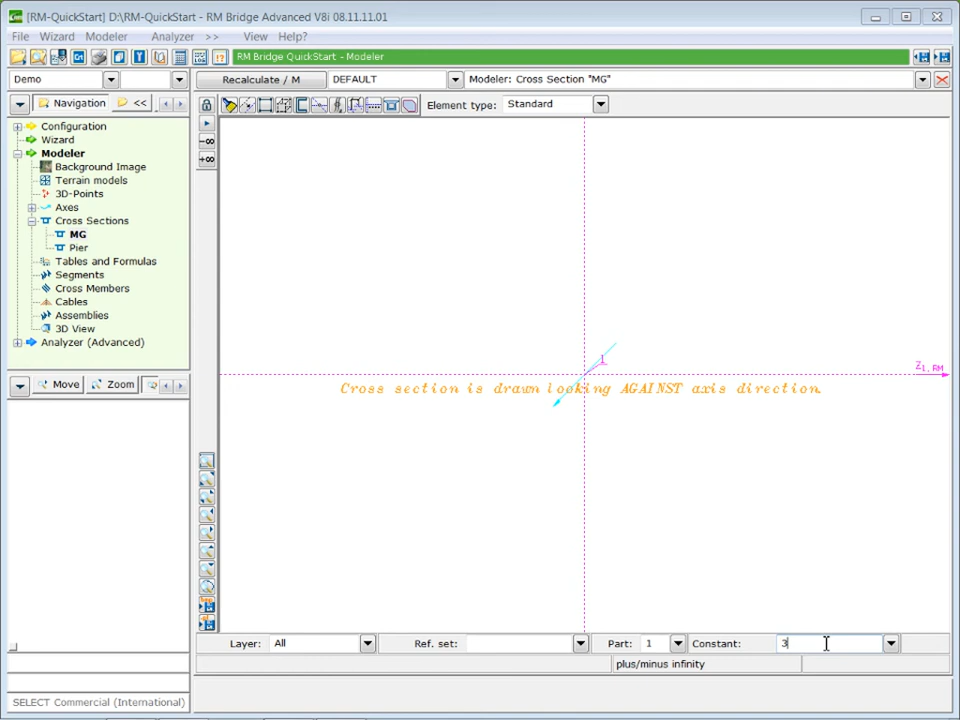 [RM-QuickStart] D:\RM-QuickStart - RM Bridge Advanced V8i 08.11.11.01
File Wizard Modeler Analyzer >> View Help?
RM Bridge QuickStart - Modeler
Demo
Recalculate / M
DEFAULT
Modeler: Cross Section "MG"
Navigation
<<
Element type:
Standard
Configuration
Wizard
Modeler
Background Image
Terrain models
3D-Points
Axes
Cross Sections
MG
Pier
Tables and Formulas
Segments
Cross Members
Cables
Assemblies
3D View
Analyzer (Advanced)
-∞
+∞
1
Z1, RM
Cross section is drawn looking AGAINST axis direction.
Move
Zoom
Layer: All
Ref. set:
Part: 1
Constant: 3
plus/minus infinity
SELECT Commercial (International)